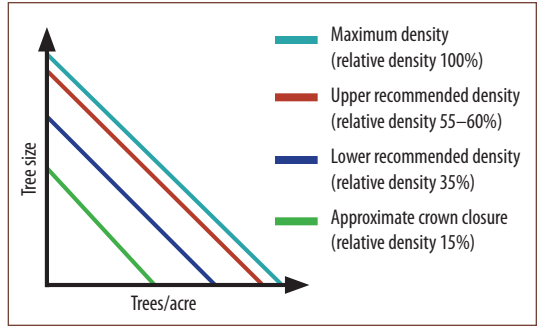 Maximum density
(relative density 100%)
Upper recommended density
(relative density 55–60%)
Lower recommended density
(relative density 35%)
Approximate crown closure
(relative density 15%)
Tree size
Trees/acre